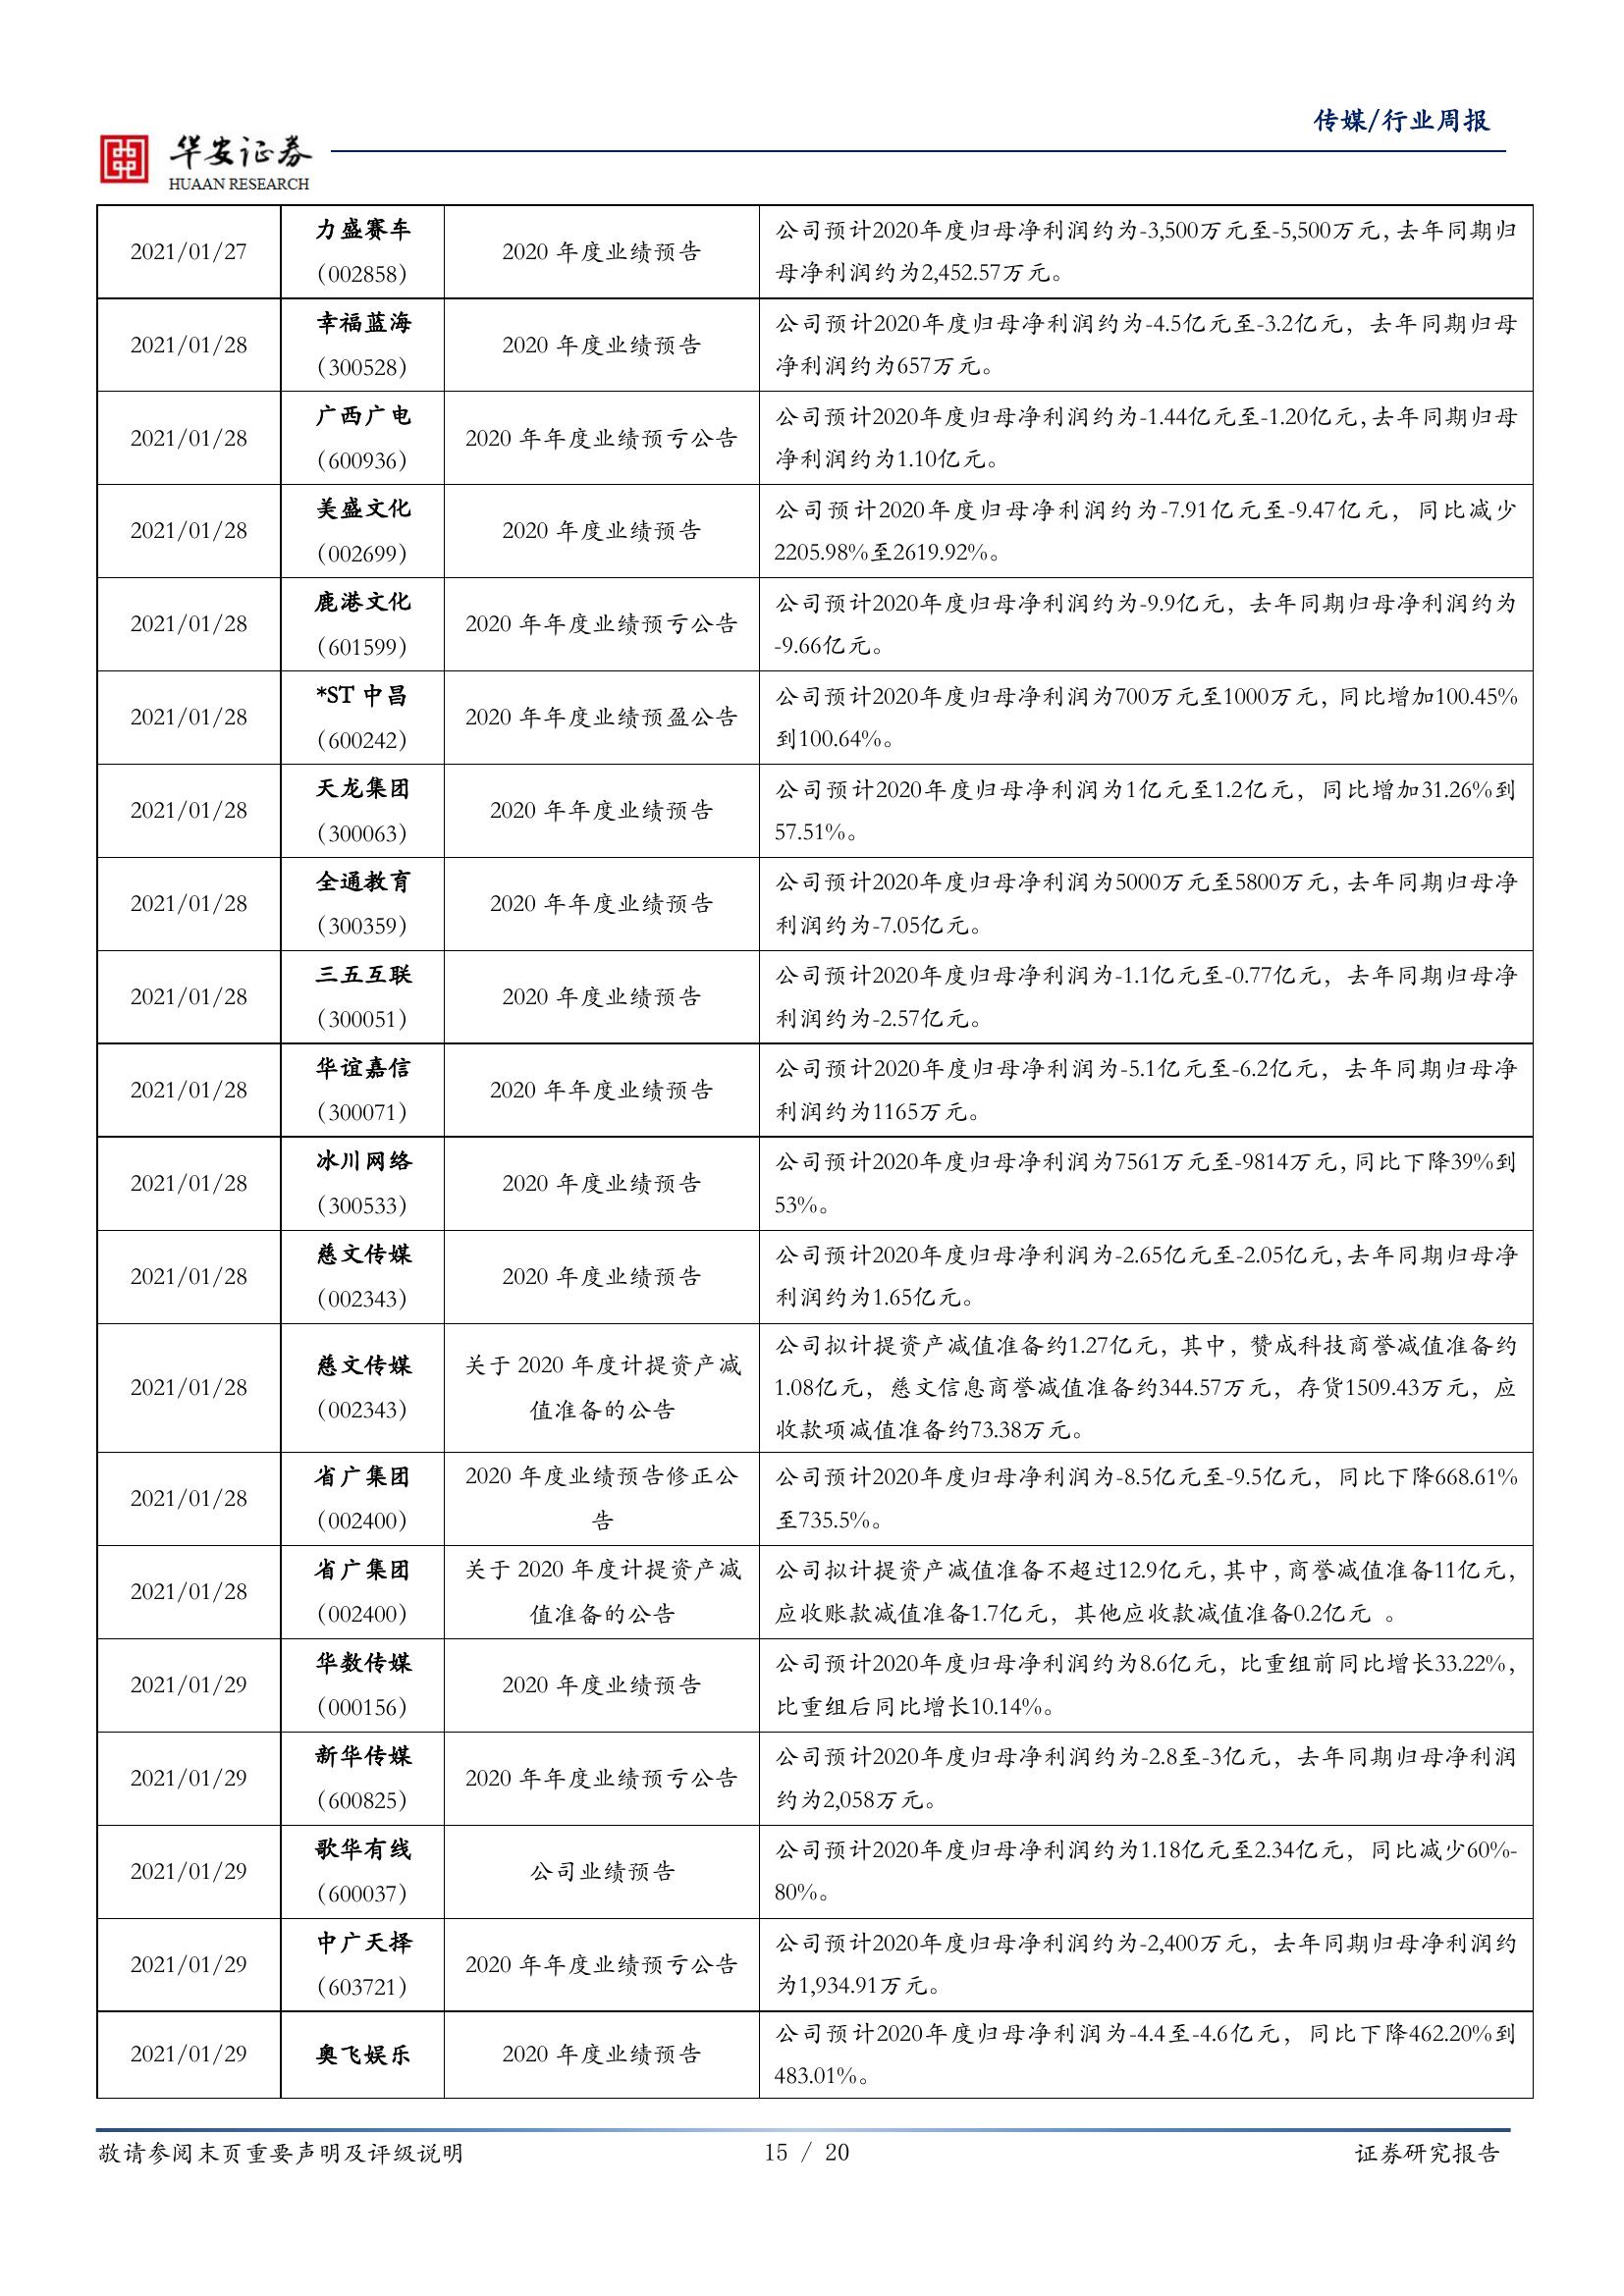 传媒/行业周报
华安证券
HUAAN RESEARCH
2021/01/27
力盛赛车
（002858）
2020 年度业绩预告
公司预计2020年度归母净利润约为-3,500万元至-5,500万元，去年同期归
母净利润约为2,452.57万元。
2021/01/28
幸福蓝海
（300528）
2020 年度业绩预告
公司预计2020年度归母净利润约为-4.5亿元至-3.2亿元，去年同期归母
净利润约为657万元。
2021/01/28
广西广电
（600936）
2020 年年度业绩预亏公告
公司预计2020年度归母净利润约为-1.44亿元至-1.20亿元，去年同期归母
净利润约为1.10亿元。
2021/01/28
美盛文化
（002699）
2020 年度业绩预告
公司预计2020年度归母净利润约为-7.91亿元至-9.47亿元，同比减少
2205.98%至2619.92%。
2021/01/28
鹿港文化
（601599）
2020 年年度业绩预亏公告
公司预计2020年度归母净利润约为-9.9亿元，去年同期归母净利润约为
-9.66亿元。
2021/01/28
*ST 中昌
（600242）
2020 年年度业绩预盈公告
公司预计2020年度归母净利润为700万元至1000万元，同比增加100.45%
到100.64%。
2021/01/28
天龙集团
（300063）
2020 年年度业绩预告
公司预计2020年度归母净利润为1亿元至1.2亿元，同比增加31.26%到
57.51%。
2021/01/28
全通教育
（300359）
2020 年年度业绩预告
公司预计2020年度归母净利润为5000万元至5800万元，去年同期归母净
利润约为-7.05亿元。
2021/01/28
三五互联
（300051）
2020 年度业绩预告
公司预计2020年度归母净利润为-1.1亿元至-0.77亿元，去年同期归母净
利润约为-2.57亿元。
2021/01/28
华谊嘉信
（300071）
2020 年年度业绩预告
公司预计2020年度归母净利润为-5.1亿元至-6.2亿元，去年同期归母净
利润约为1165万元。
2021/01/28
冰川网络
（300533）
2020 年度业绩预告
公司预计2020年度归母净利润为7561万元至-9814万元，同比下降39%到
53%。
2021/01/28
慈文传媒
（002343）
2020 年度业绩预告
公司预计2020年度归母净利润为-2.65亿元至-2.05亿元，去年同期归母净
利润约为1.65亿元。
2021/01/28
慈文传媒
（002343）
关于 2020 年度计提资产减
值准备的公告
公司拟计提资产减值准备约1.27亿元，其中，赞成科技商誉减值准备约
1.08亿元，慈文信息商誉减值准备约344.57万元，存货1509.43万元，应
收款项减值准备约73.38万元。
2021/01/28
省广集团
（002400）
2020 年度业绩预告修正公
告
公司预计2020年度归母净利润为-8.5亿元至-9.5亿元，同比下降668.61%
至735.5%。
2021/01/28
省广集团
（002400）
关于 2020 年度计提资产减
值准备的公告
公司拟计提资产减值准备不超过12.9亿元，其中，商誉减值准备11亿元，
应收账款减值准备1.7亿元，其他应收款减值准备0.2亿元 。
2021/01/29
华数传媒
（000156）
2020 年度业绩预告
公司预计2020年度归母净利润约为8.6亿元，比重组前同比增长33.22%，
比重组后同比增长10.14%。
2021/01/29
新华传媒
（600825）
2020 年年度业绩预亏公告
公司预计2020年度归母净利润约为-2.8至-3亿元，去年同期归母净利润
约为2,058万元。
2021/01/29
歌华有线
（600037）
公司业绩预告
公司预计2020年度归母净利润约为1.18亿元至2.34亿元，同比减少60%-
80%。
2021/01/29
中广天择
（603721）
2020 年年度业绩预亏公告
公司预计2020年度归母净利润约为-2,400万元，去年同期归母净利润约
为1,934.91万元。
2021/01/29
奥飞娱乐
2020 年度业绩预告
公司预计2020年度归母净利润为-4.4至-4.6亿元，同比下降462.20%到
483.01%。
敬请参阅末页重要声明及评级说明
15 / 20
证券研究报告